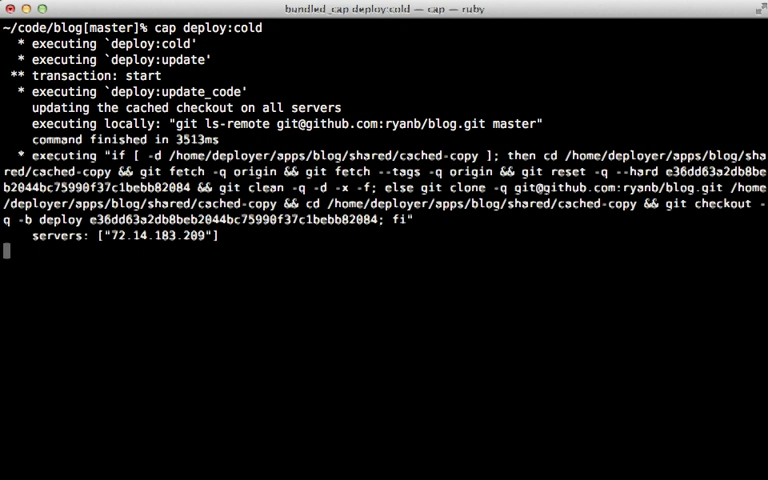 bundled_cap deploy:cold — cap — ruby
~/code/blog[master]% cap deploy:cold
* executing `deploy:cold'
* executing `deploy:update'
** transaction: start
* executing `deploy:update_code'
updating the cached checkout on all servers
executing locally: "git ls-remote git@github.com:ryanb/blog.git master"
command finished in 3513ms
* executing "if [ -d /home/deployer/apps/blog/shared/cached-copy ]; then cd /home/deployer/apps/blog/sha
red/cached-copy && git fetch -q origin && git fetch --tags -q origin && git reset -q --hard e36dd63a2db8be
b2044bc75990f37c1bebb82084 && git clean -q -d -x -f; else git clone -q git@github.com:ryanb/blog.git /home
/deployer/apps/blog/shared/cached-copy && cd /home/deployer/apps/blog/shared/cached-copy && git checkout -
q -b deploy e36dd63a2db8beb2044bc75990f37c1bebb82084; fi"
servers: ["72.14.183.209"]